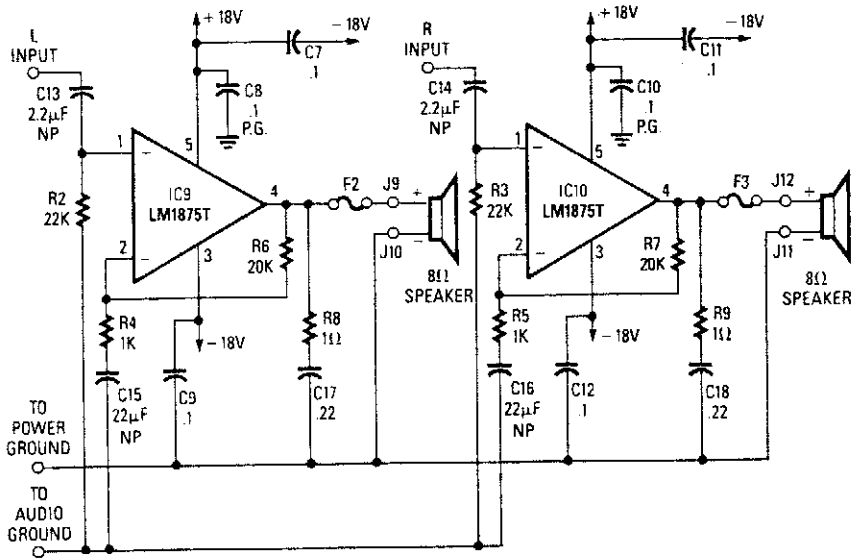 +18V
-18V
L
INPUT
C7
.1
C13
2.2µF
NP
C8
.1
P.G.
1
−
5
IC9
LM1875T
4
F2
J9
+
R2
22K
2
−
3
R6
20K
J10
−
8Ω
SPEAKER
R4
1K
-18V
R8
1Ω
C15
22µF
NP
C9
.1
C17
.22
+18V
-18V
R
INPUT
C11
.1
C14
2.2µF
NP
C10
.1
P.G.
1
−
5
IC10
LM1875T
4
F3
J12
+
R3
22K
2
−
3
R7
20K
J11
−
8Ω
SPEAKER
R5
1K
-18V
R9
1Ω
C16
22µF
NP
C12
.1
C18
.22
TO
POWER
GROUND
TO
AUDIO
GROUND